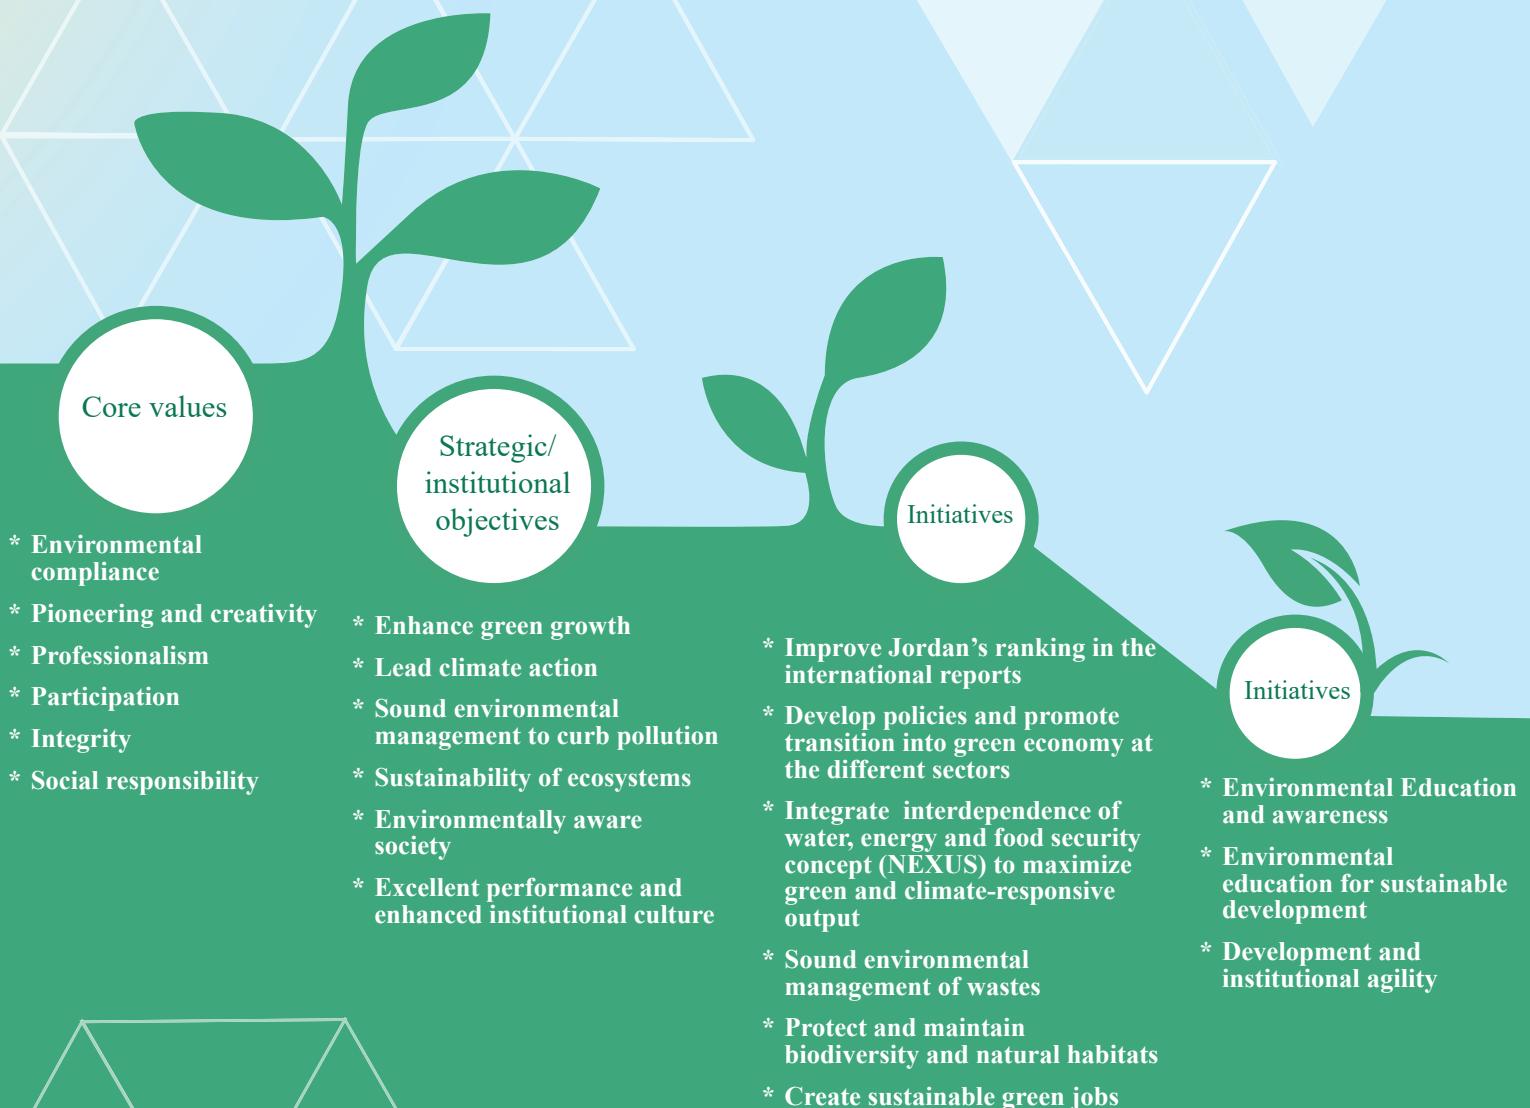 Core values
* Environmental
compliance
* Pioneering and creativity
* Professionalism
* Participation
* Integrity
* Social responsibility
Strategic/
institutional
objectives
* Enhance green growth
* Lead climate action
* Sound environmental
management to curb pollution
* Sustainability of ecosystems
* Environmentally aware
society
* Excellent performance and
enhanced institutional culture
Initiatives
* Improve Jordan’s ranking in the
international reports
* Develop policies and promote
transition into green economy at
the different sectors
* Integrate  interdependence of
water, energy and food security
concept (NEXUS) to maximize
green and climate-responsive
output
* Sound environmental
management of wastes
* Protect and maintain
biodiversity and natural habitats
* Create sustainable green jobs
Initiatives
* Environmental Education
and awareness
* Environmental
education for sustainable
development
* Development and
institutional agility